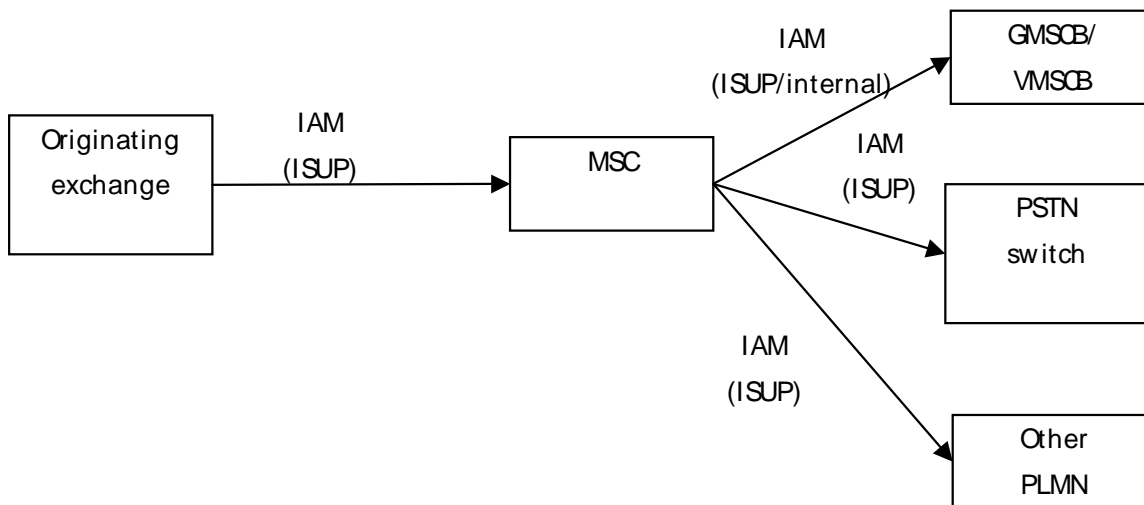 Originating
exchange
IAM
(ISUP)
MSC
IAM
(ISUP/internal)
GMSCB/
VMSCB
IAM
(ISUP)
PSTN
switch
IAM
(ISUP)
Other
PLMN